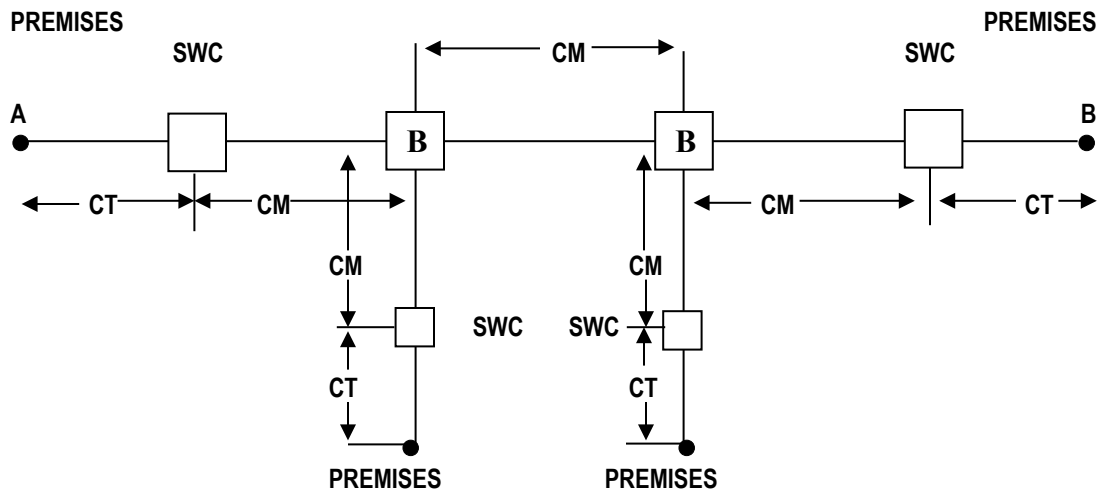 PREMISES PREMISES
SWC CM SWC
A B
B B
CT CM CM CT
CM CM
SWC SWC
CT CT
PREMISES PREMISES